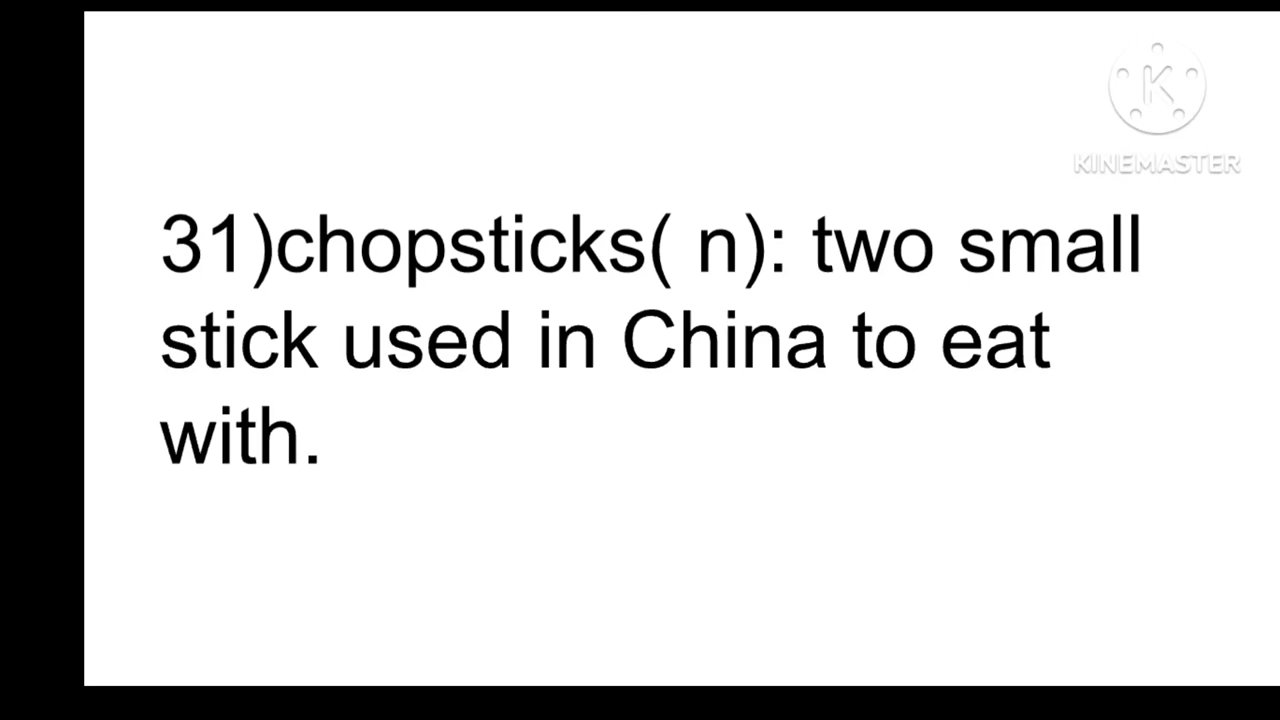 KINEMASTER
31)chopsticks( n): two small
stick used in China to eat
with.